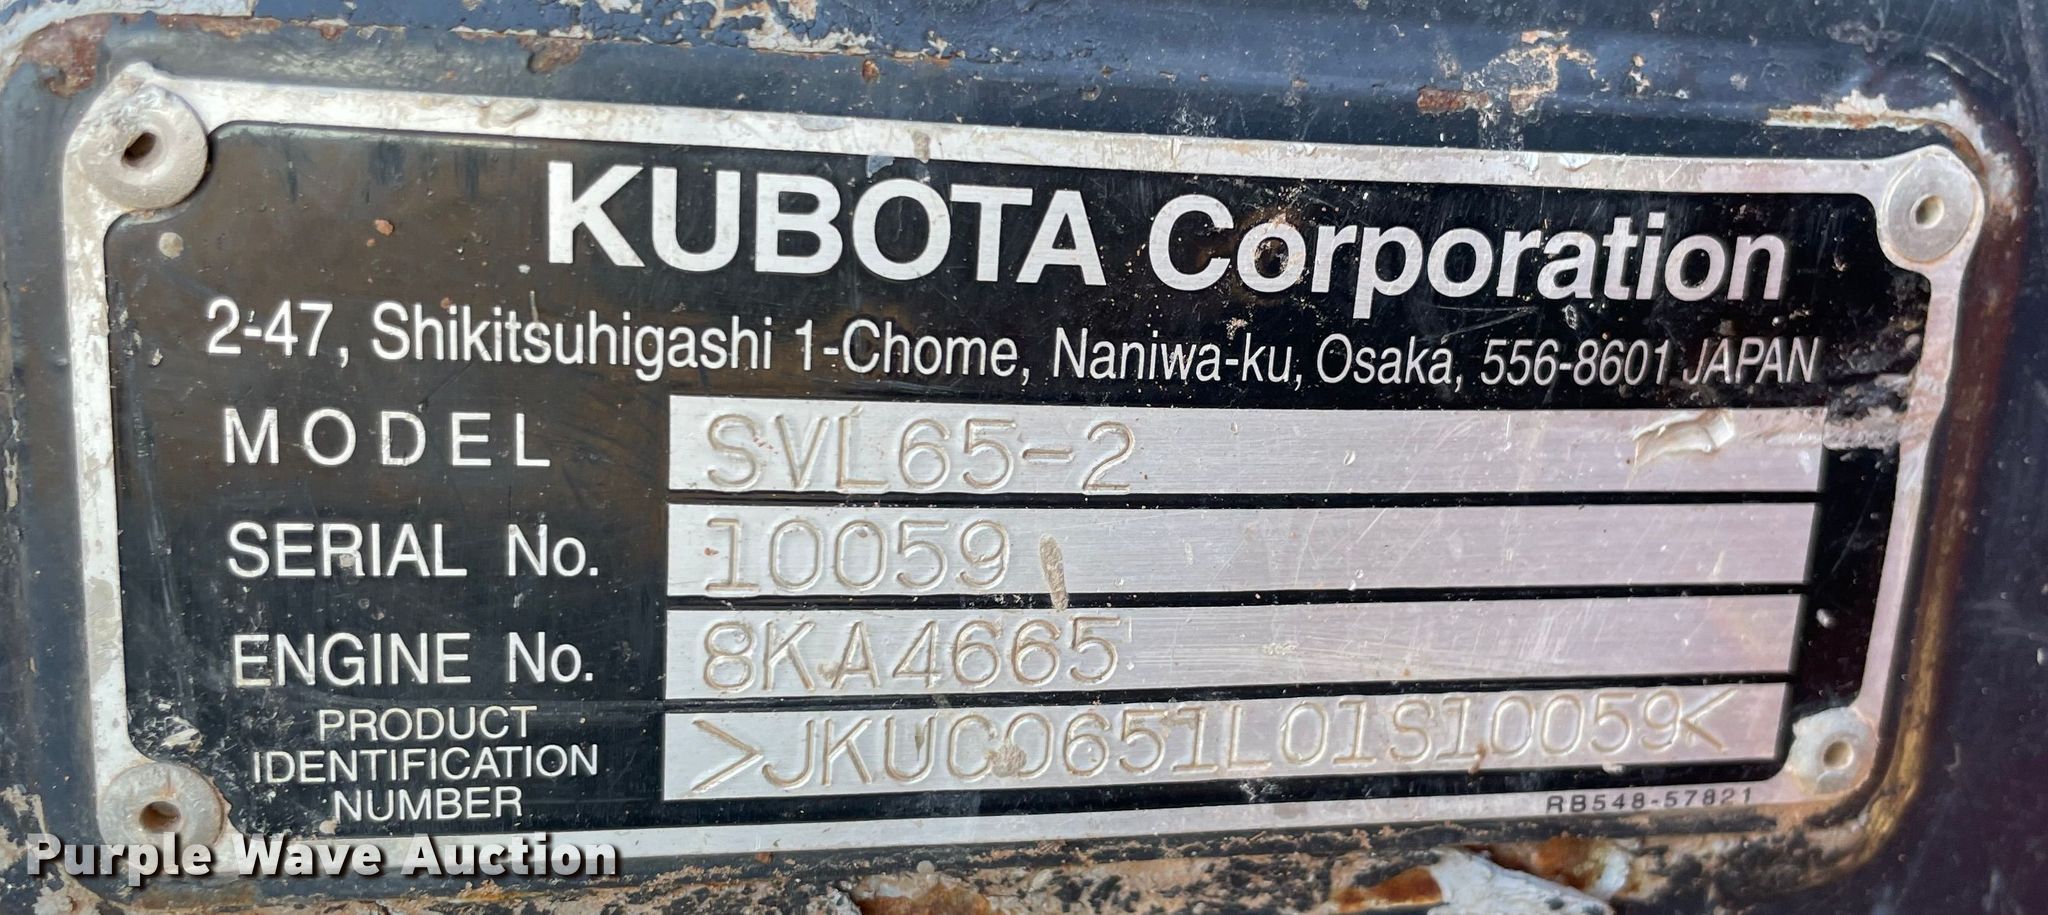 KUBOTA Corporation
2-47, Shikitsuhigashi 1-Chome, Naniwa-ku, Osaka, 556-8601 JAPAN
MODEL SVL65-2
SERIAL No. 10059
ENGINE No. 8KA4665
PRODUCT
IDENTIFICATION
NUMBER
>JKUC0651L01S10059<
RB548-57821
Purple Wave Auction